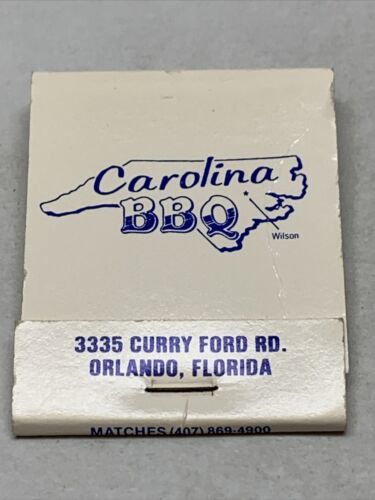 Carolina
BBQ
Wilson
3335 CURRY FORD RD.
ORLANDO, FLORIDA
MATCHES (407) 869-4900